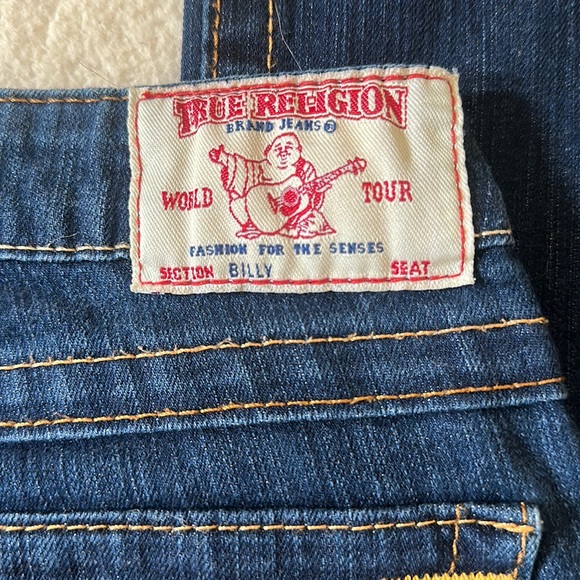 TRUE RELIGION
BRAND JEANS ®
WORLD TOUR
FASHION FOR THE SENSES
SECTION BILLY SEAT